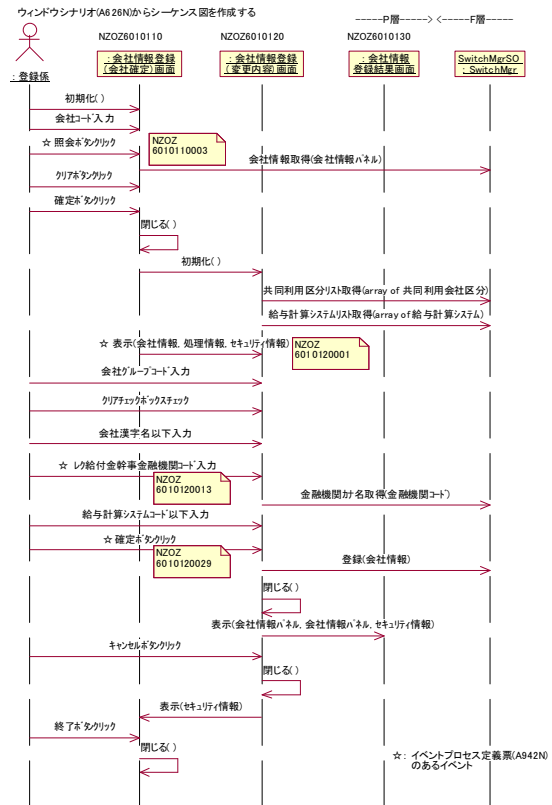 ウィンドウシナリオ(A626N)からシーケンス図を作成する
-----P層-----> <-----F層-----
NZOZ6010110
NZOZ6010120
NZOZ6010130
: 登録係
: 会社情報登録
(会社確定)画面
: 会社情報登録
(変更内容)画面
: 会社情報
登録結果画面
SwitchMgrSO
: SwitchMgr
初期化( )
会社コード入力
☆ 照会ボタンクリック
NZOZ
6010110003
会社情報取得(会社情報パネル)
クリアボタンクリック
確定ボタンクリック
閉じる( )
初期化( )
共同利用区分リスト取得(array of 共同利用会社区分)
給与計算システムリスト取得(array of 給与計算システム)
☆ 表示(会社情報, 処理情報, セキュリティ情報)
NZOZ
6010120001
会社グループコード入力
クリアチェックボックスチェック
会社漢字名以下入力
☆ レク給付金幹事金融機関コード入力
NZOZ
6010120013
金融機関カナ名取得(金融機関コード)
給与計算システムコード以下入力
☆ 確定ボタンクリック
NZOZ
6010120029
登録(会社情報)
閉じる( )
表示(会社情報パネル, 会社情報パネル, セキュリティ情報)
キャンセルボタンクリック
閉じる( )
表示(セキュリティ情報)
終了ボタンクリック
閉じる( )
☆: イベントプロセス定義票(A942N)
のあるイベント